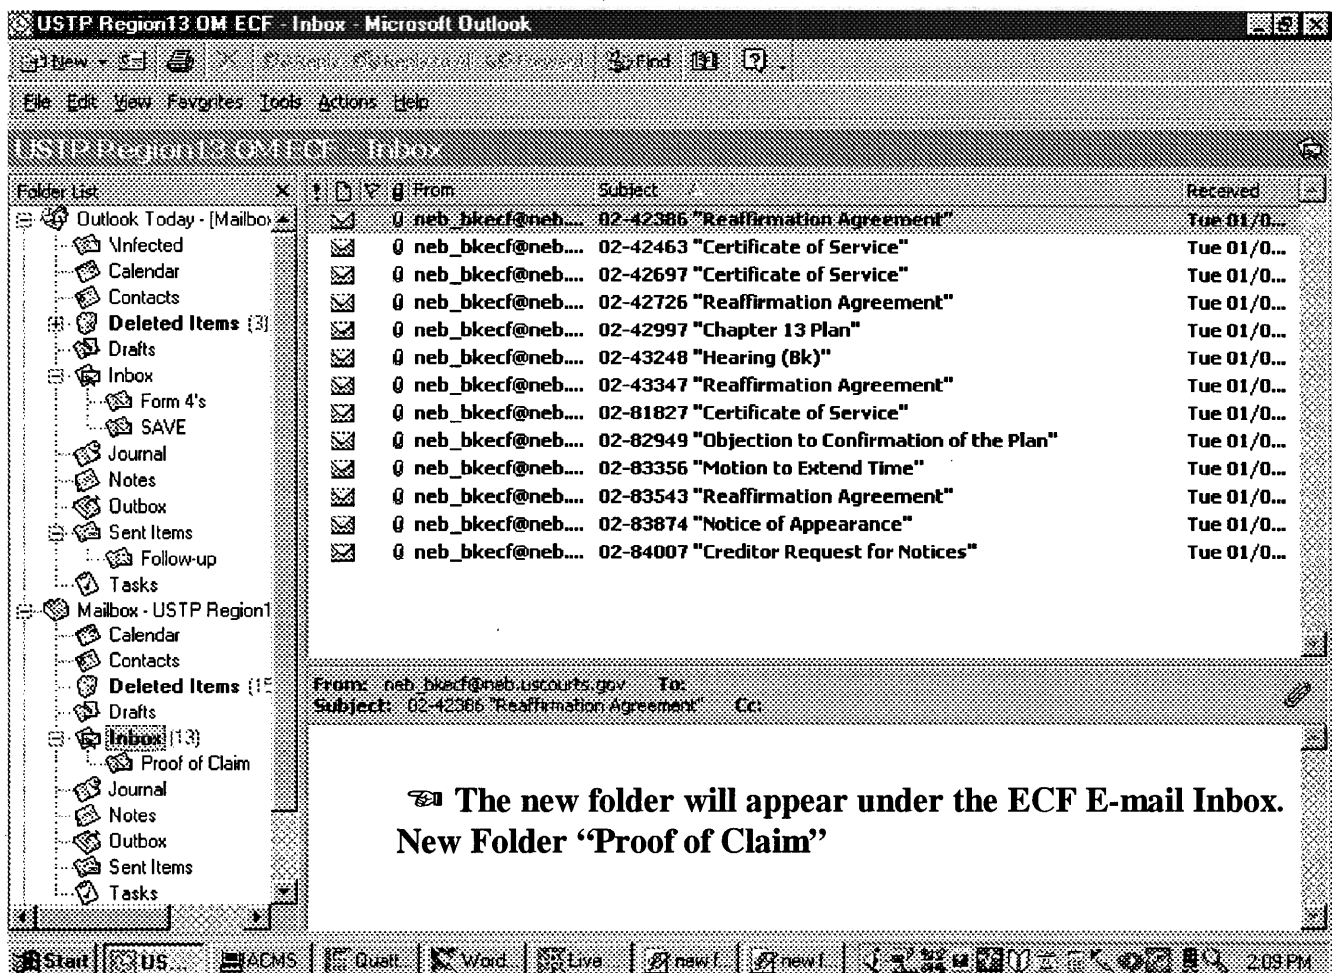 USTP Region13 OM ECF - Inbox - Microsoft Outlook
New Find
File Edit View Favorites Tools Actions Help
USTP Region13 OM ECF - Inbox
Folder List
From Subject Received
Outlook Today - [Mailbox
\Infected
Calendar
Contacts
Deleted Items (3)
Drafts
Inbox
Form 4's
SAVE
Journal
Notes
Outbox
Sent Items
Follow-up
Tasks
Mailbox - USTP Region1
Calendar
Contacts
Deleted Items (15
Drafts
Inbox (13)
Proof of Claim
Journal
Notes
Outbox
Sent Items
Tasks
neb_bkecf@neb.... 02-42386 "Reaffirmation Agreement" Tue 01/0...
neb_bkecf@neb.... 02-42463 "Certificate of Service" Tue 01/0...
neb_bkecf@neb.... 02-42697 "Certificate of Service" Tue 01/0...
neb_bkecf@neb.... 02-42726 "Reaffirmation Agreement" Tue 01/0...
neb_bkecf@neb.... 02-42997 "Chapter 13 Plan" Tue 01/0...
neb_bkecf@neb.... 02-43248 "Hearing (Bk)" Tue 01/0...
neb_bkecf@neb.... 02-43347 "Reaffirmation Agreement" Tue 01/0...
neb_bkecf@neb.... 02-81827 "Certificate of Service" Tue 01/0...
neb_bkecf@neb.... 02-82949 "Objection to Confirmation of the Plan" Tue 01/0...
neb_bkecf@neb.... 02-83356 "Motion to Extend Time" Tue 01/0...
neb_bkecf@neb.... 02-83543 "Reaffirmation Agreement" Tue 01/0...
neb_bkecf@neb.... 02-83874 "Notice of Appearance" Tue 01/0...
neb_bkecf@neb.... 02-84007 "Creditor Request for Notices" Tue 01/0...
From: neb_bkecf@neb.uscourts.gov To:
Subject: 02-42386 "Reaffirmation Agreement" Cc:
☜ The new folder will appear under the ECF E-mail Inbox.
New Folder “Proof of Claim”
Start US... ACMS Quatt.. Word.. Live.. new f.. new f.. 2:09 PM